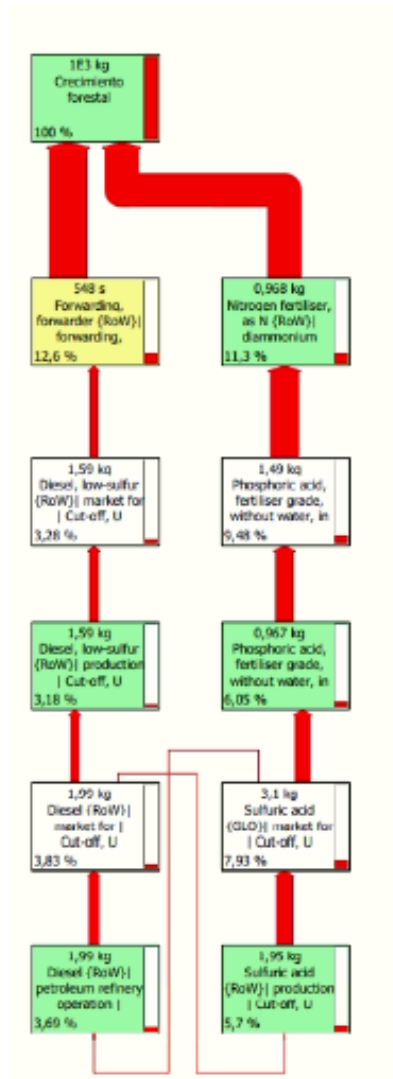 1E3 kg
Crecimiento
forestal
100 %
548 s
Forwarding,
forwarder {RoW}|
forwarding,
12,6 %
0,968 kg
Nitrogen fertiliser,
as N {RoW}|
diammonium
11,3 %
1,59 kg
Diesel, low-sulfur
{RoW}| market for
| Cut-off, U
3,28 %
1,49 kg
Phosphoric acid,
fertiliser grade,
without water, in
9,48 %
1,59 kg
Diesel, low-sulfur
{RoW}| production
| Cut-off, U
3,18 %
0,967 kg
Phosphoric acid,
fertiliser grade,
without water, in
6,05 %
1,99 kg
Diesel {RoW}|
market for |
Cut-off, U
3,83 %
3,1 kg
Sulfuric acid
{GLO}| market for
| Cut-off, U
7,93 %
1,99 kg
Diesel {RoW}|
petroleum refinery
operation |
3,69 %
1,95 kg
Sulfuric acid
{RoW}| production
| Cut-off, U
5,7 %